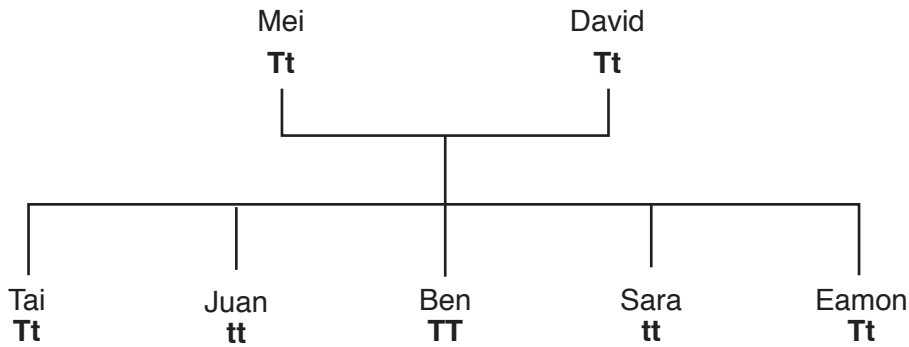 Mei David
Tt Tt
Tai Juan Ben Sara Eamon
Tt tt TT tt Tt